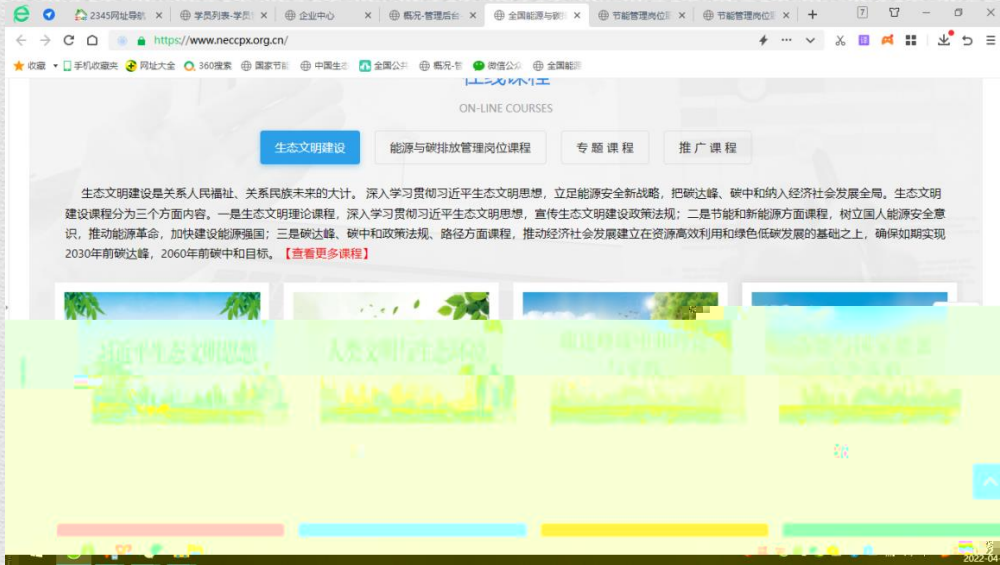 2345网址导航
学员列表-学员
企业中心
概况-管理后台
全国能源与碳排
节能管理岗位
节能管理岗位
https://www.neccpx.org.cn/
收藏
手机收藏夹
网址大全
360搜索
国家节能
中国生态
全国公共
概况-管
微信公众
全国能源
在线课程
ON-LINE COURSES
生态文明建设
能源与碳排放管理岗位课程
专 题 课 程
推 广 课 程
生态文明建设是关系人民福祉、关系民族未来的大计。 深入学习贯彻习近平生态文明思想，立足能源安全新战略，把碳达峰、碳中和纳入经济社会发展全局。生态文明
建设课程分为三个方面内容。一是生态文明理论课程，深入学习贯彻习近平生态文明思想，宣传生态文明建设政策法规；二是节能和新能源方面课程，树立国人能源安全意
识，推动能源革命，加快建设能源强国；三是碳达峰、碳中和政策法规、路径方面课程，推动经济社会发展建立在资源高效利用和绿色低碳发展的基础之上，确保如期实现
2030年前碳达峰，2060年前碳中和目标。 【查看更多课程】
习近平生态文明思想
人类文明与生态环境
2022-04